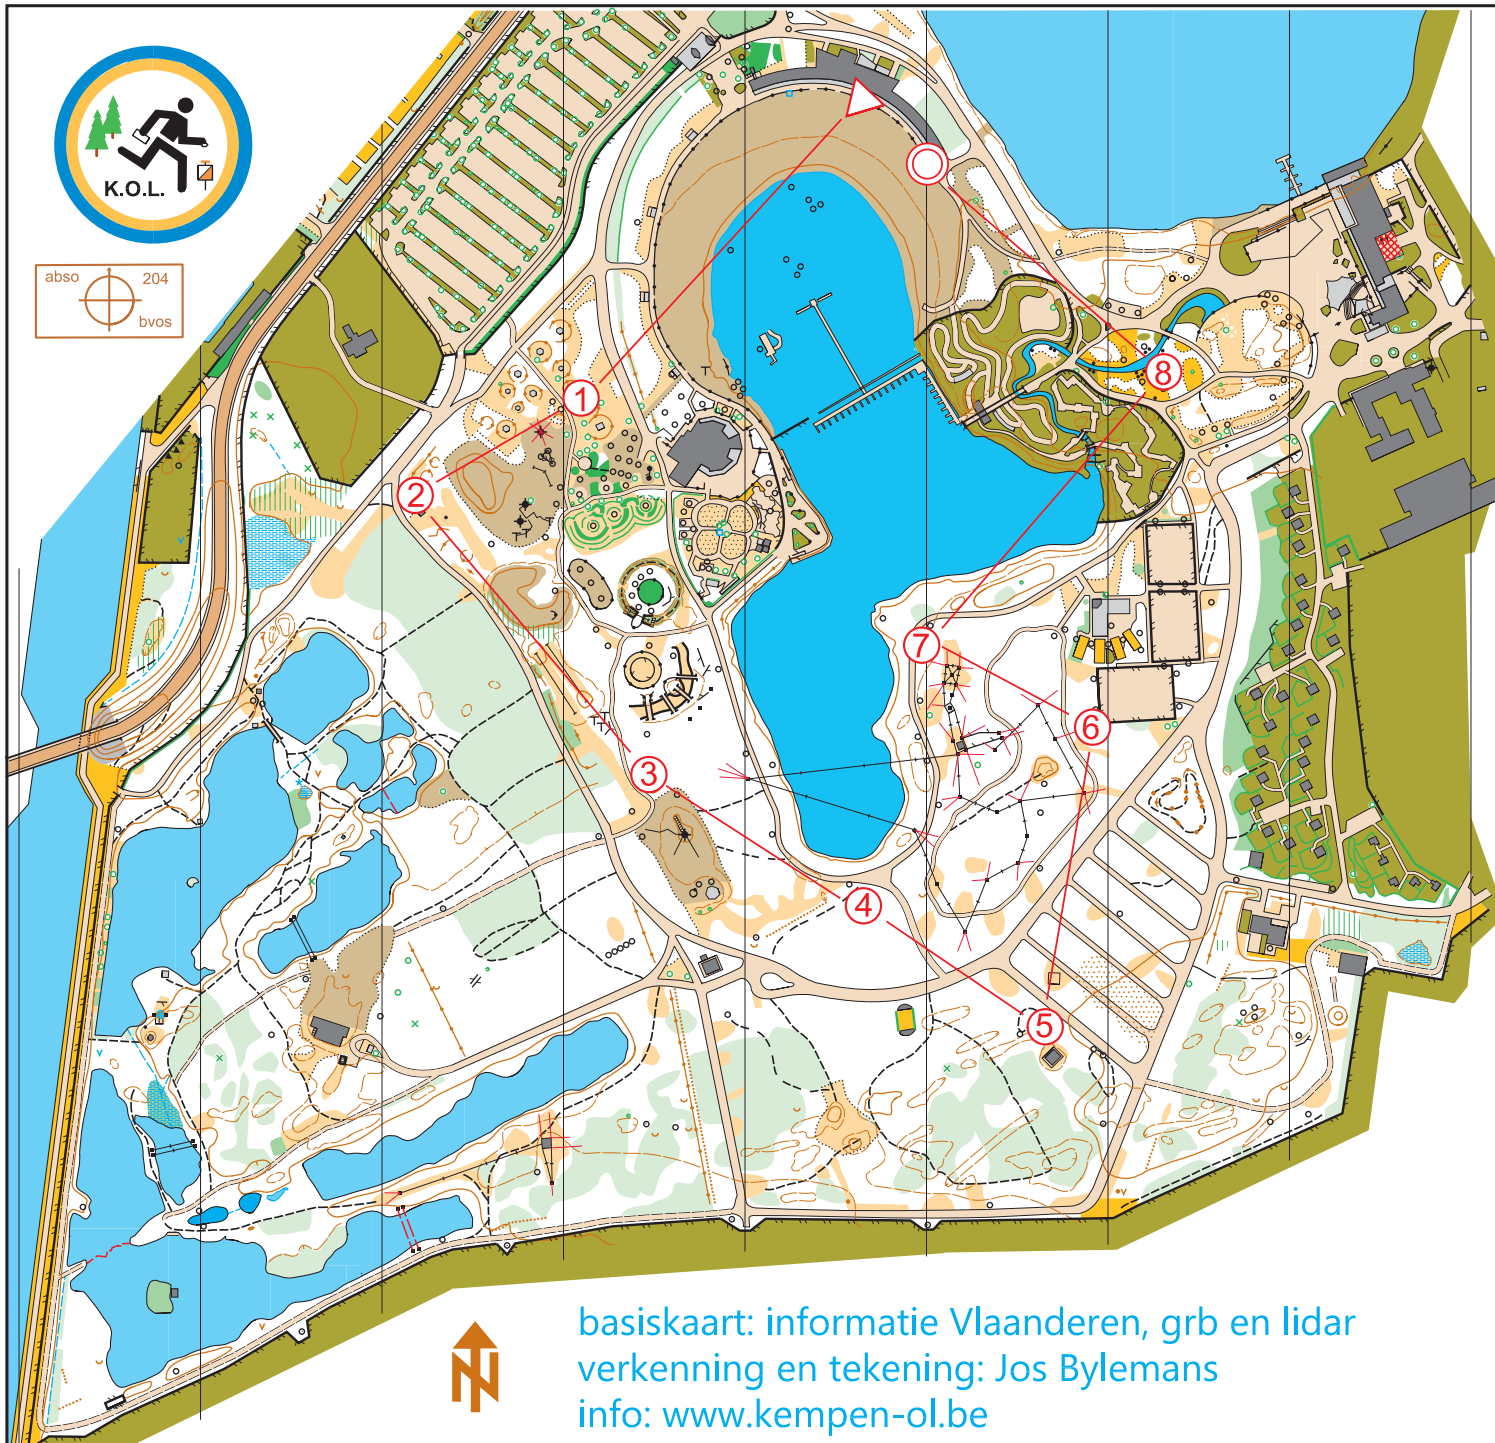 K.O.L.
abso 204
bvos
1
2
3
4
5
6
7
8
N
basiskaart: informatie Vlaanderen, grb en lidar
verkenning en tekening: Jos Bylemans
info: www.kempen-ol.be